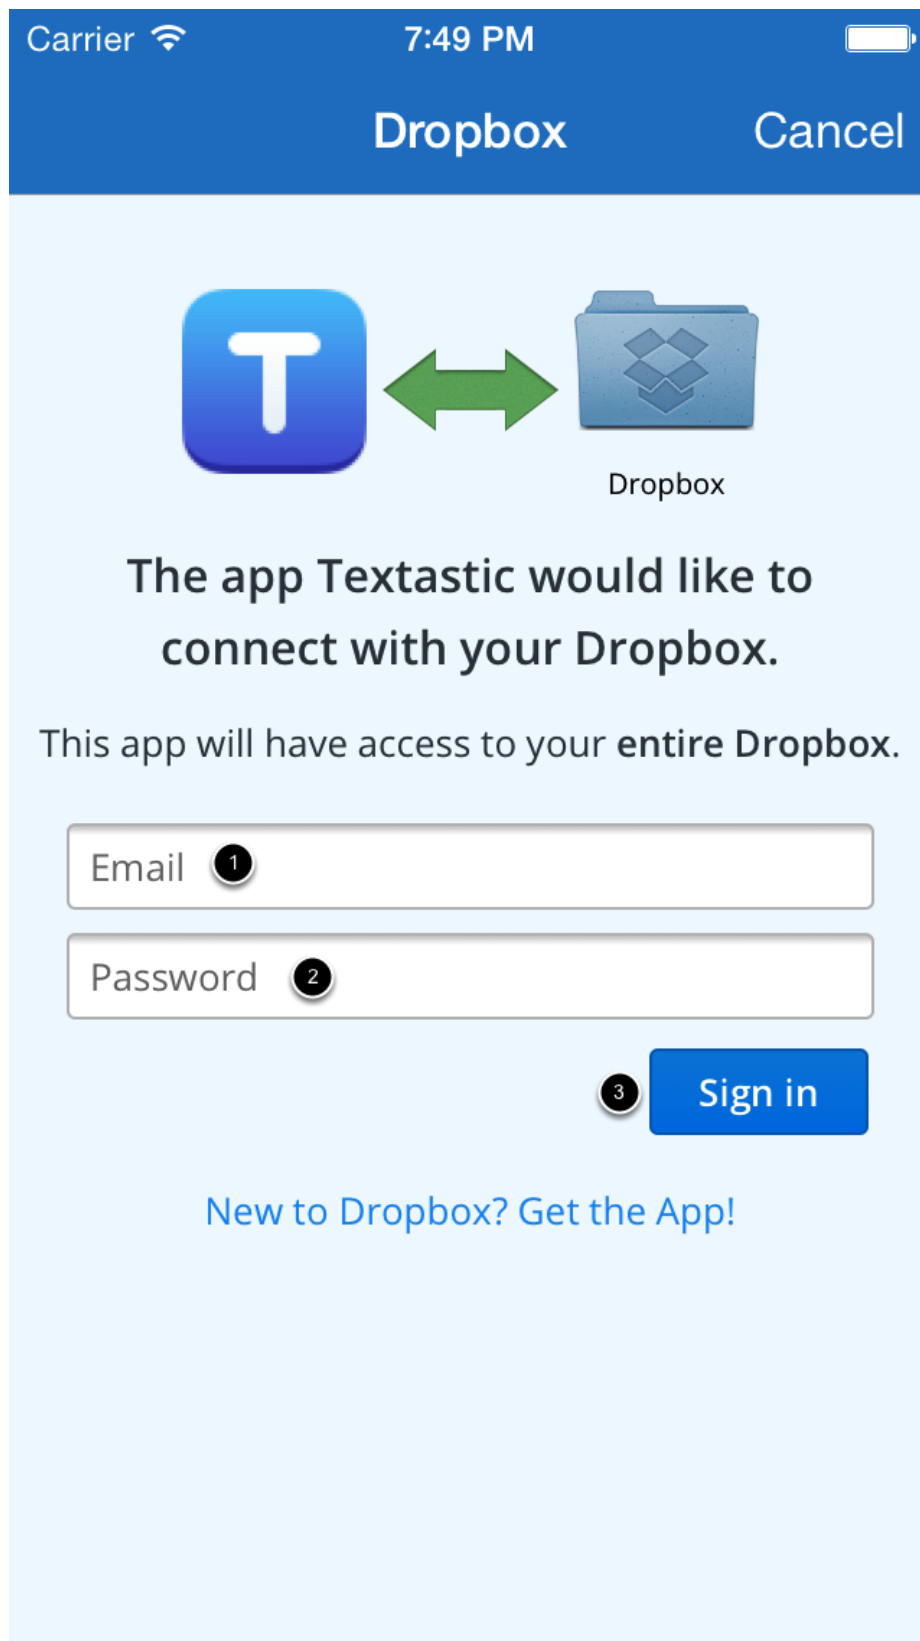 Carrier 7:49 PM
Dropbox Cancel
T
Dropbox
The app Textastic would like to
connect with your Dropbox.
This app will have access to your entire Dropbox.
Email 1
Password 2
3 Sign in
New to Dropbox? Get the App!